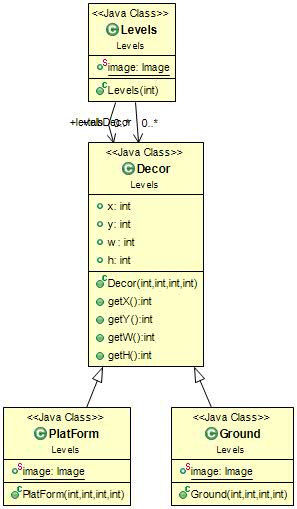 <<Java Class>>
Levels
Levels
image: Image
Levels(int)
0..*
<<Java Class>>
Decor
Levels
x: int
y: int
w : int
h: int
Decor(int,int,int,int)
getX():int
getY():int
getW():int
getH():int
<<Java Class>>
PlatForm
Levels
image: Image
PlatForm(int,int,int,int)
<<Java Class>>
Ground
Levels
image: Image
Ground(int,int,int,int)